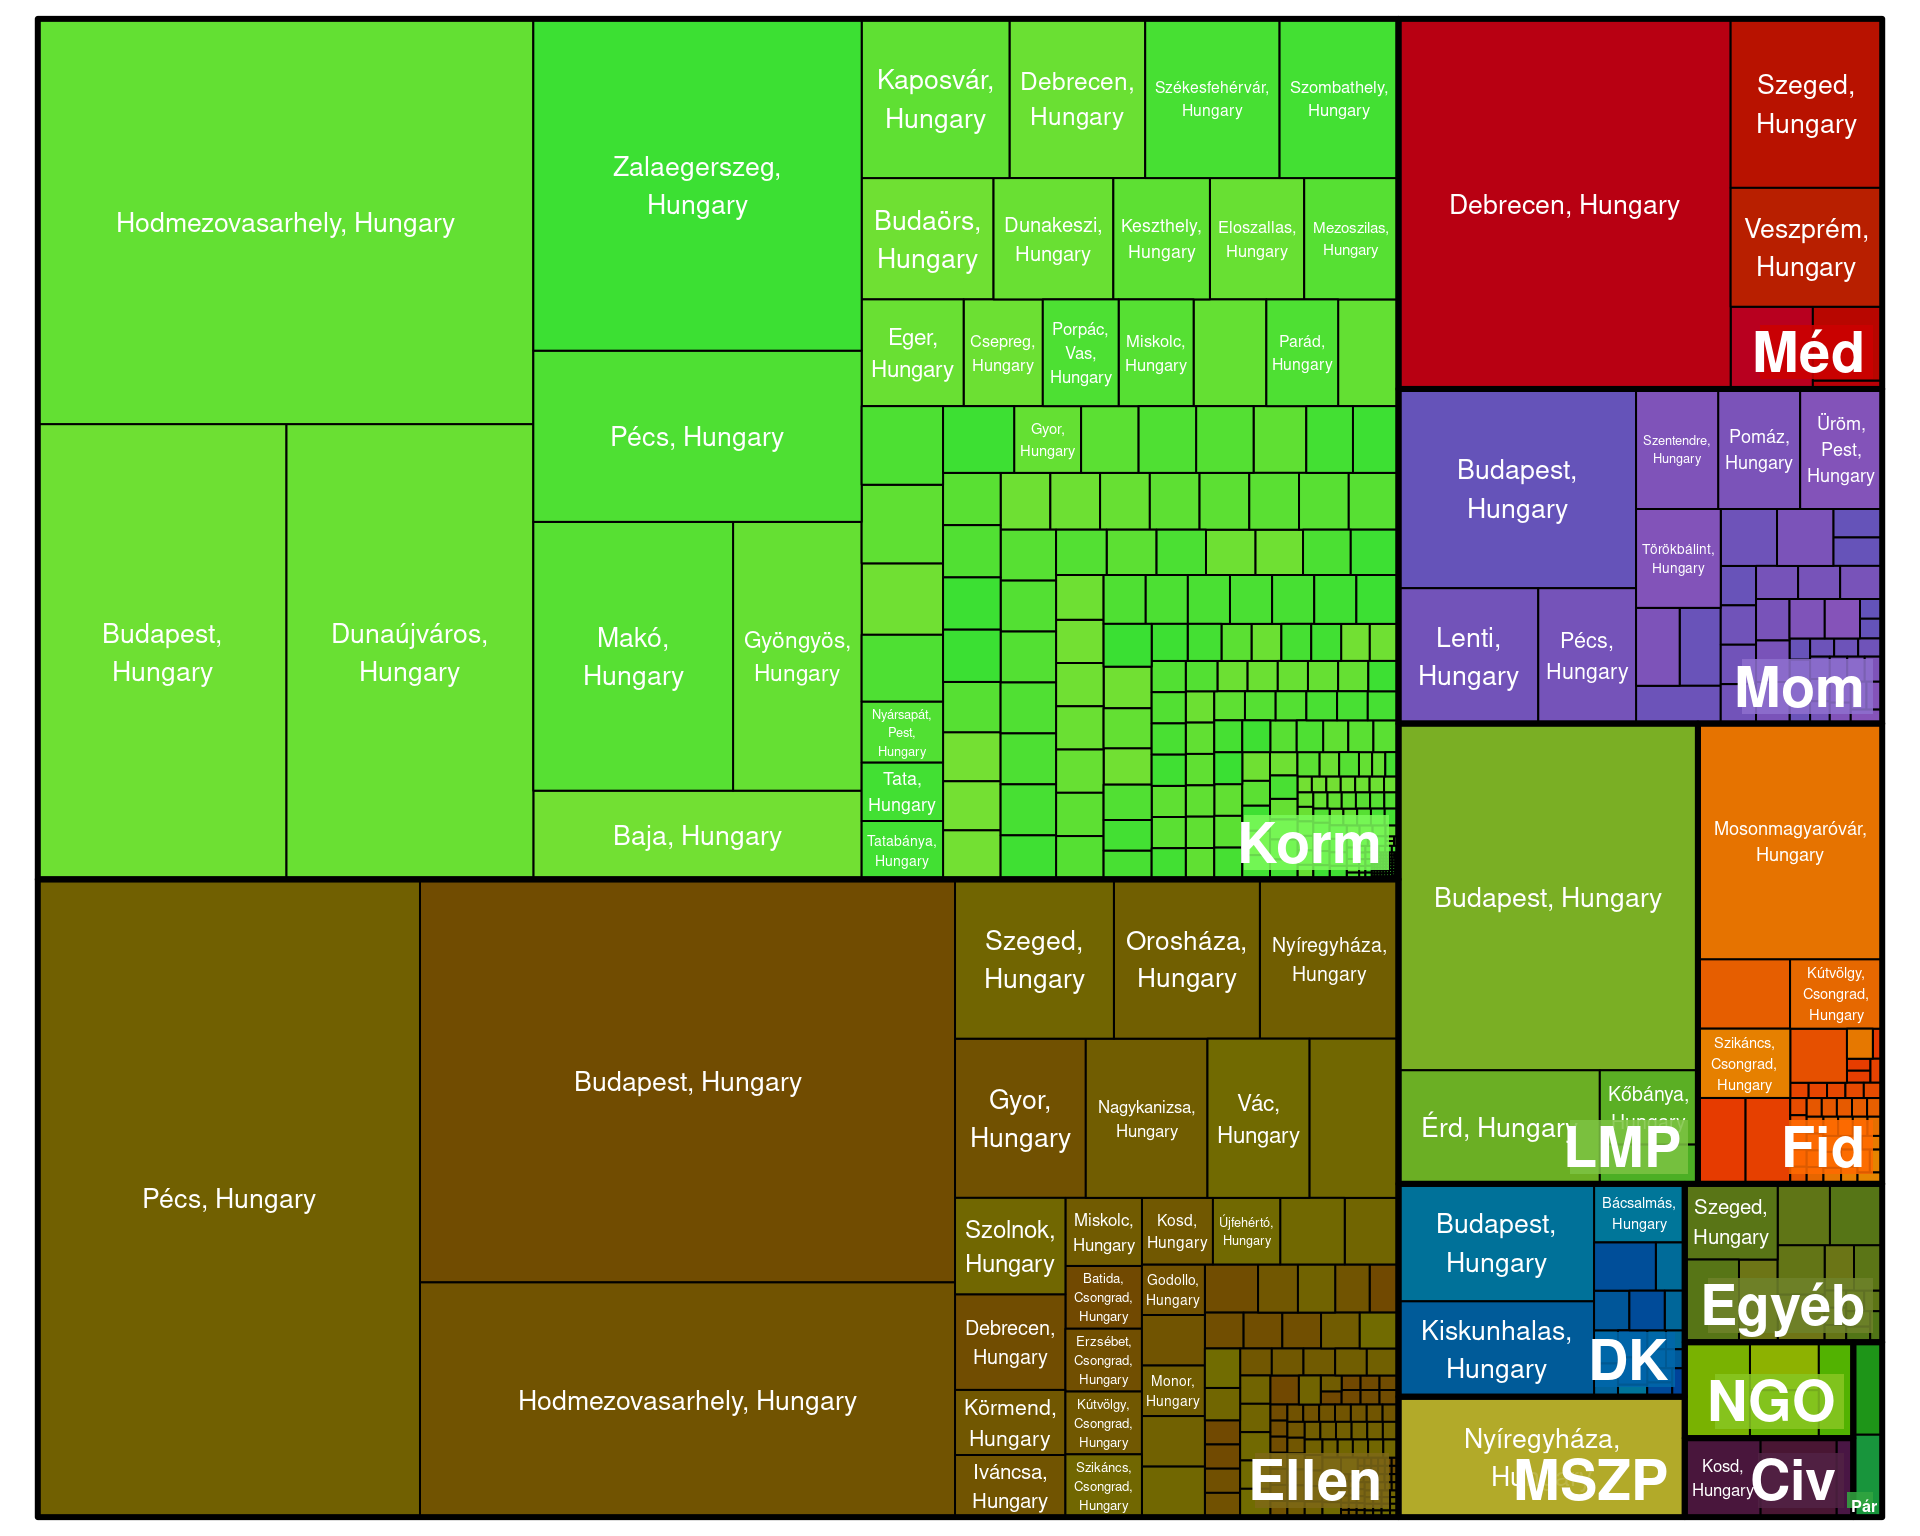 Hodmezovasarhely, Hungary
Budapest,
Hungary
Dunaújváros,
Hungary
Zalaegerszeg,
Hungary
Pécs, Hungary
Makó,
Hungary
Gyöngyös,
Hungary
Baja, Hungary
Kaposvár,
Hungary
Debrecen,
Hungary
Székesfehérvár,
Hungary
Szombathely,
Hungary
Budaörs,
Hungary
Dunakeszi,
Hungary
Keszthely,
Hungary
Eloszallas,
Hungary
Mezoszilas,
Hungary
Eger,
Hungary
Csepreg,
Hungary
Porpác,
Vas,
Hungary
Miskolc,
Hungary
Parád,
Hungary
Gyor,
Hungary
Nyársapát,
Pest,
Hungary
Tata,
Hungary
Tatabánya,
Hungary
Korm
Pécs, Hungary
Budapest, Hungary
Hodmezovasarhely, Hungary
Szeged,
Hungary
Orosháza,
Hungary
Nyíregyháza,
Hungary
Gyor,
Hungary
Nagykanizsa,
Hungary
Vác,
Hungary
Szolnok,
Hungary
Miskolc,
Hungary
Kosd,
Hungary
Újfehértó,
Hungary
Debrecen,
Hungary
Batida,
Csongrad,
Hungary
Godollo,
Hungary
Erzsébet,
Csongrad,
Hungary
Monor,
Hungary
Körmend,
Hungary
Kútvölgy,
Csongrad,
Hungary
Iváncsa,
Hungary
Szikáncs,
Csongrad,
Hungary
Ellen
Debrecen, Hungary
Szeged,
Hungary
Veszprém,
Hungary
Méd
Budapest,
Hungary
Szentendre,
Hungary
Pomáz,
Hungary
Üröm,
Pest,
Hungary
Törökbálint,
Hungary
Lenti,
Hungary
Pécs,
Hungary
Mom
Budapest, Hungary
Érd, Hungary
Kőbánya,
Hungary
LMP
Mosonmagyaróvár,
Hungary
Kútvölgy,
Csongrad,
Hungary
Szikáncs,
Csongrad,
Hungary
Fid
Budapest,
Hungary
Bácsalmás,
Hungary
Kiskunhalas,
Hungary
DK
Szeged,
Hungary
Egyéb
NGO
Nyíregyháza,
MSZP
Kosd,
Hungary
Civ
Pár